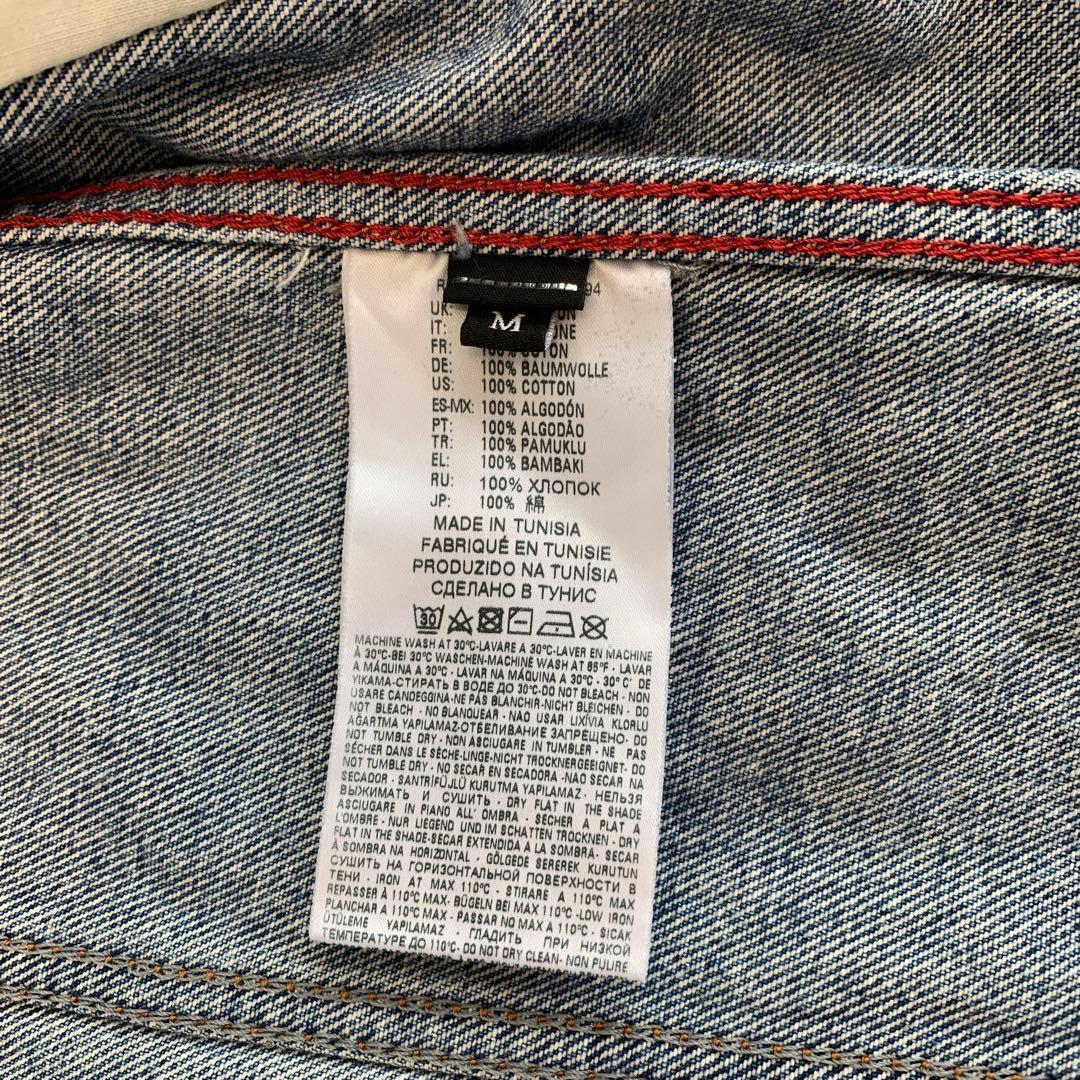 94
M
UK:
IT:
FR: 100%
DE: 100% BAUMWOLLE
US: 100% COTTON
ES-MX: 100% ALGODÓN
PT: 100% ALGODÃO
TR: 100% PAMUKLU
EL: 100% BAMBAKI
RU: 100% ХЛОПОК
JP: 100% 綿
MADE IN TUNISIA
FABRIQUÉ EN TUNISIE
PRODUZIDO NA TUNÍSIA
СДЕЛАНО В ТУНИС
30
MACHINE WASH AT 30°C-LAVARE A 30°C-LAVER EN MACHINE
À 30°C-BEI 30°C WASCHEN-MACHINE WASH AT 86°F - LAVAR
A MÁQUINA A 30°C - LAVAR NA MÁQUINA A 30°C - 30°C' DE
YIKAMA-СТИРАТЬ В ВОДЕ ДО 30°C-DO NOT BLEACH - NON
USARE CANDEGGINA-NE PAS BLANCHIR-NICHT BLEICHEN - DO
NOT BLEACH - NO BLANQUEAR - NÃO USAR LIXÍVIA KLORLU
AĞARTMA YAPILAMAZ-ОТБЕЛИВАНИЕ ЗАПРЕЩЕНО- DO
NOT TUMBLE DRY - NON ASCIUGARE IN TUMBLER - NE PAS
SÉCHER DANS LE SÈCHE-LINGE-NICHT TROCKNERGEEIGNET- DO
NOT TUMBLE DRY - NO SECAR EN SECADORA -NÃO SECAR NA
SECADOR - SANTRİFÜJLÜ KURUTMA YAPILAMAZ - НЕЛЬЗЯ
ВЫЖИМАТЬ И СУШИТЬ - DRY FLAT IN THE SHADE
ASCIUGARE IN PIANO ALL' OMBRA - SÉCHER À PLAT A
L'OMBRE - NUR LIEGEND UND IM SCHATTEN TROCKNEN - DRY
FLAT IN THE SHADE-SECAR EXTENDIDA A LA SOMBRA- SECAR
À SOMBRA NA HORIZONTAL - GÖLGEDE SEREREK KURUTUN
СУШИТЬ НА ГОРИЗОНТАЛЬНОЙ ПОВЕРХНОСТИ В
ТЕНИ - IRON AT MAX 110°C - STIRARE A 110°C MAX
REPASSER À 110°C MAX- BÜGELN BEI MAX 110°C -LOW IRON
PLANCHAR A 110°C MAX - PASSAR NO MAX A 110°C - SICAK
ÜTÜLEME YAPILAMAZ - ГЛАДИТЬ ПРИ НИЗКОЙ
ТЕМПЕРАТУРЕ ДО 110°C- DO NOT DRY CLEAN- NON PULIRE